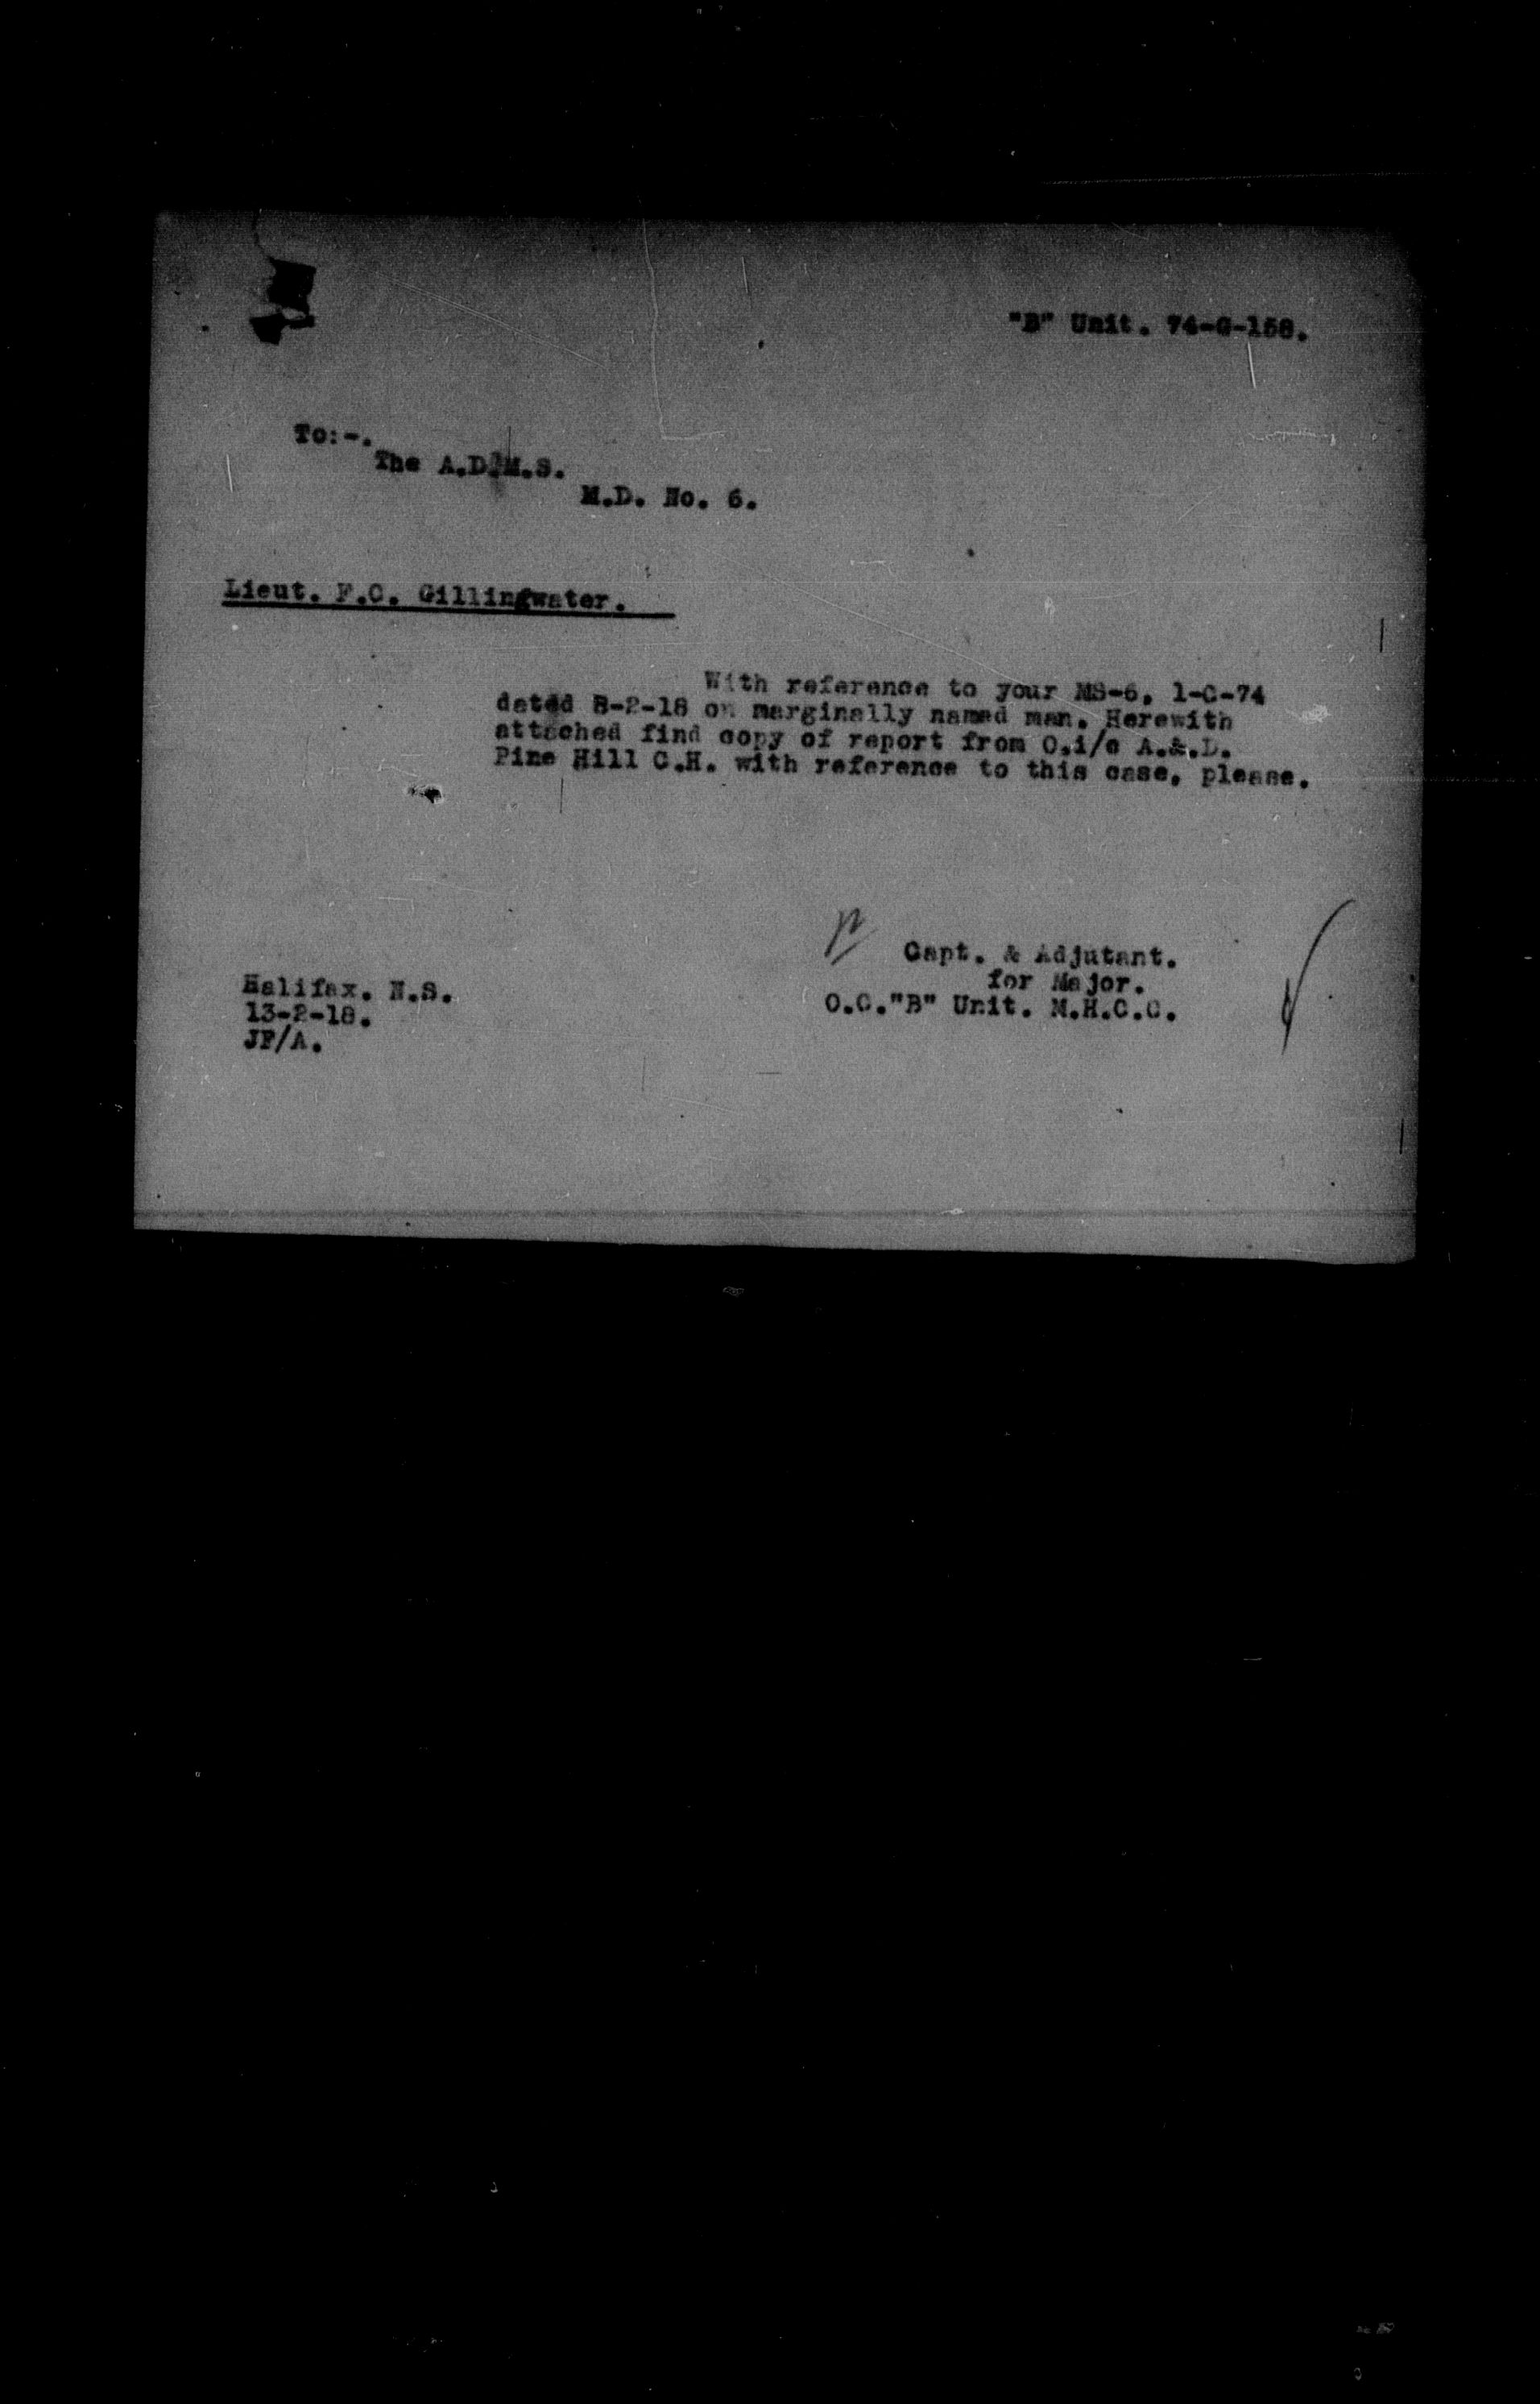 "B" Unit. 74-G-158.
To:-.
The A.D.M.S.
M.D. No. 6.
Lieut. F.C. Gillingwater.
With reference to your MS-6, 1-C-74
dated 8-2-18 on marginally named man. Herewith
attached find copy of report from O.i/c A.&.D.
Pine Hill C.H. with reference to this case, please.
Capt. & Adjutant.
for Major.
O.C."B" Unit. M.H.C.C.
Halifax. N.S.
13-2-18.
JF/A.